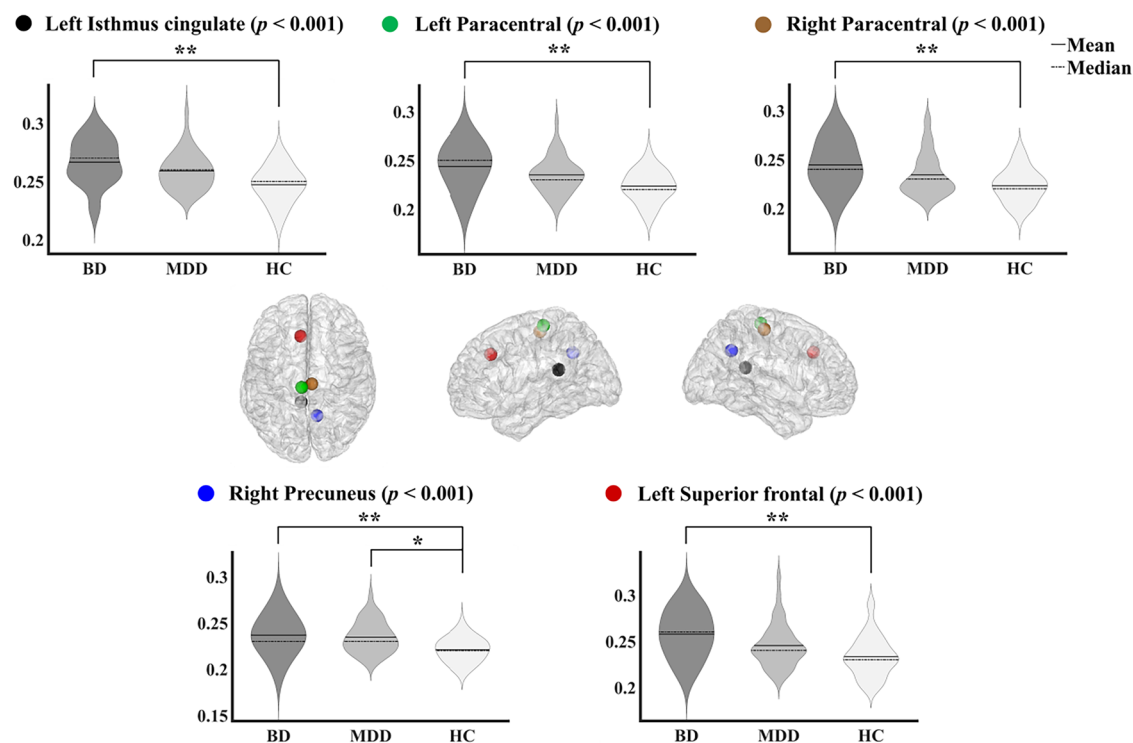 Left Isthmus cingulate (p < 0.001)
Left Paracentral (p < 0.001)
Right Paracentral (p < 0.001)
Mean
Median
**
0.3
0.25
0.2
BD MDD HC
**
0.3
0.25
0.2
BD MDD HC
**
0.3
0.25
0.2
BD MDD HC
Right Precuneus (p < 0.001)
Left Superior frontal (p < 0.001)
**
*
0.3
0.25
0.2
0.15
BD MDD HC
**
0.3
0.25
0.2
BD MDD HC